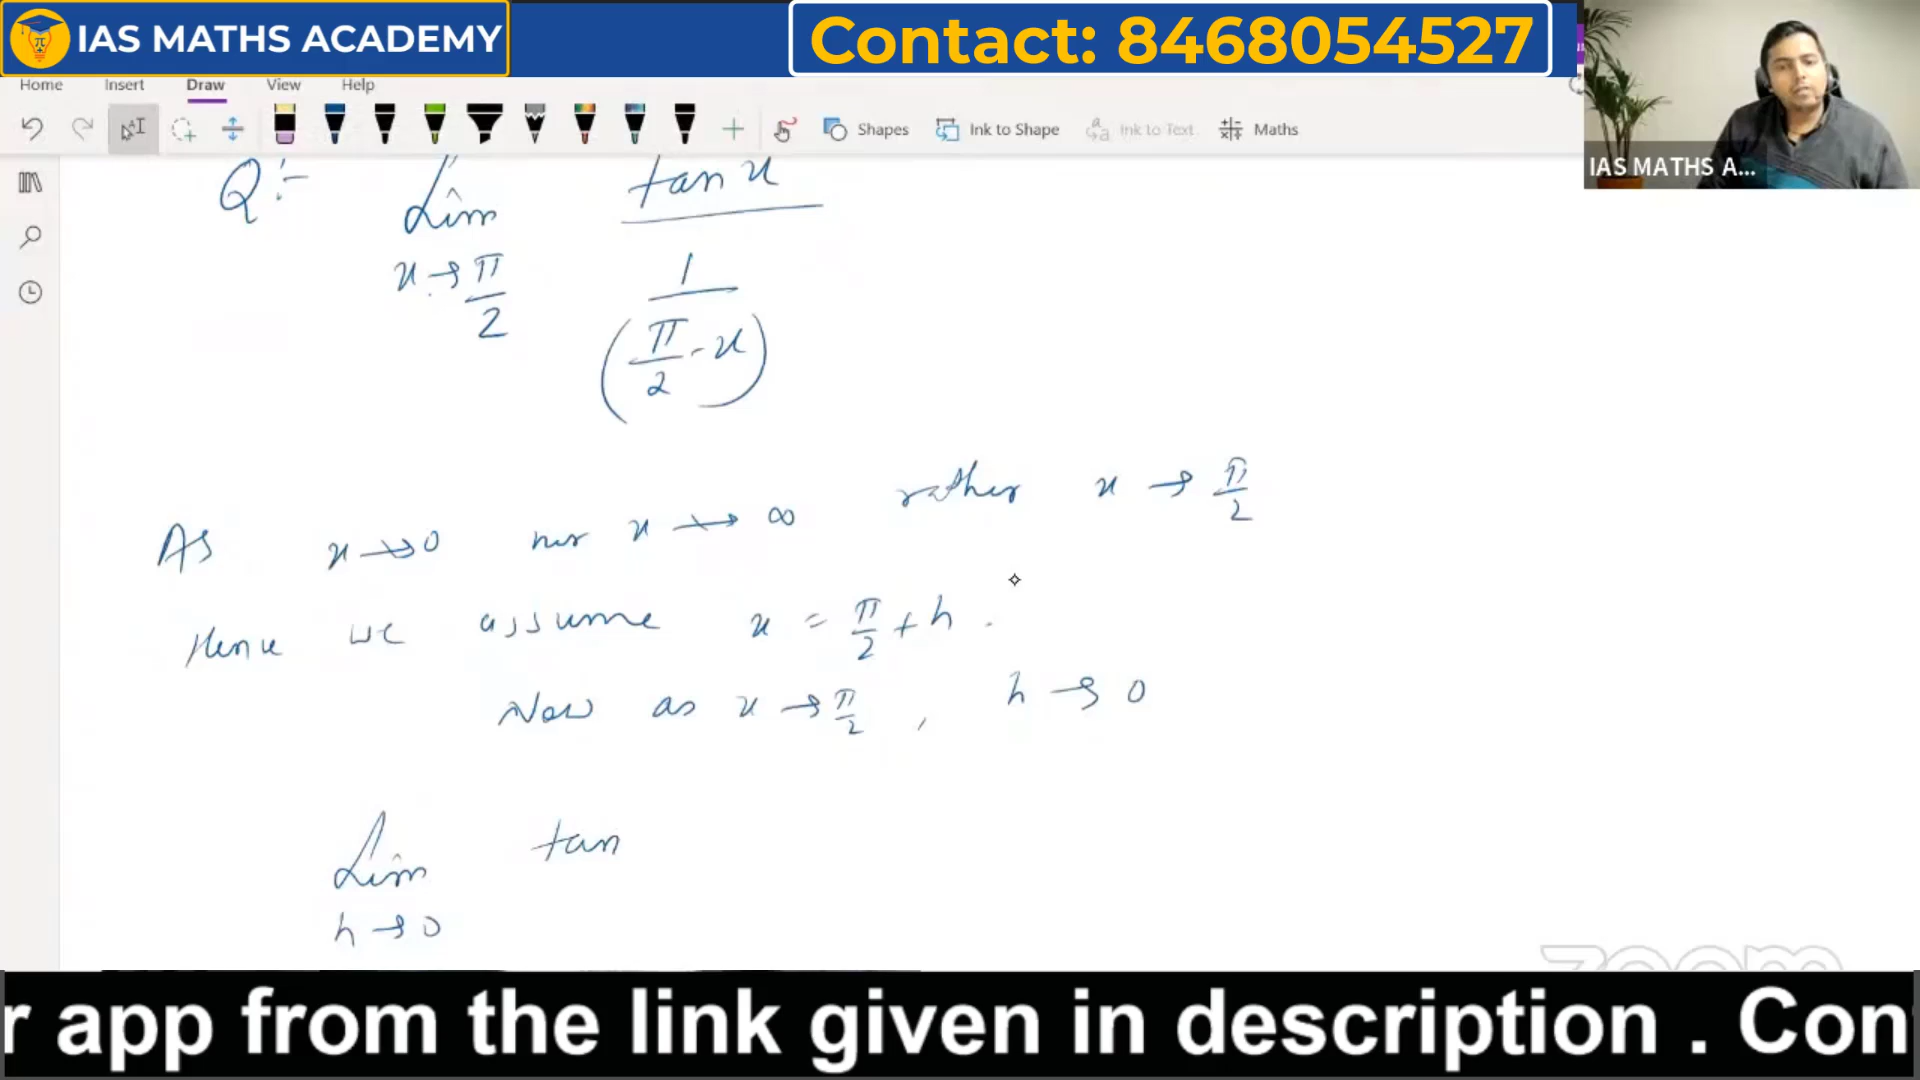 IAS MATHS ACADEMY
Contact: 8468054527
Home Insert Draw View Help
Shapes Ink to Shape Ink to Text Maths
IAS MATHS A...
Q:- Lim x→π/2 tan x / (1/(π/2 - x))
As x↛0 nor x↛∞ rather x→π/2
Hence we assume x = π/2 + h.
Now as x→π/2, h→0
Lim h→0 tan
zoom
r app from the link given in description . Con